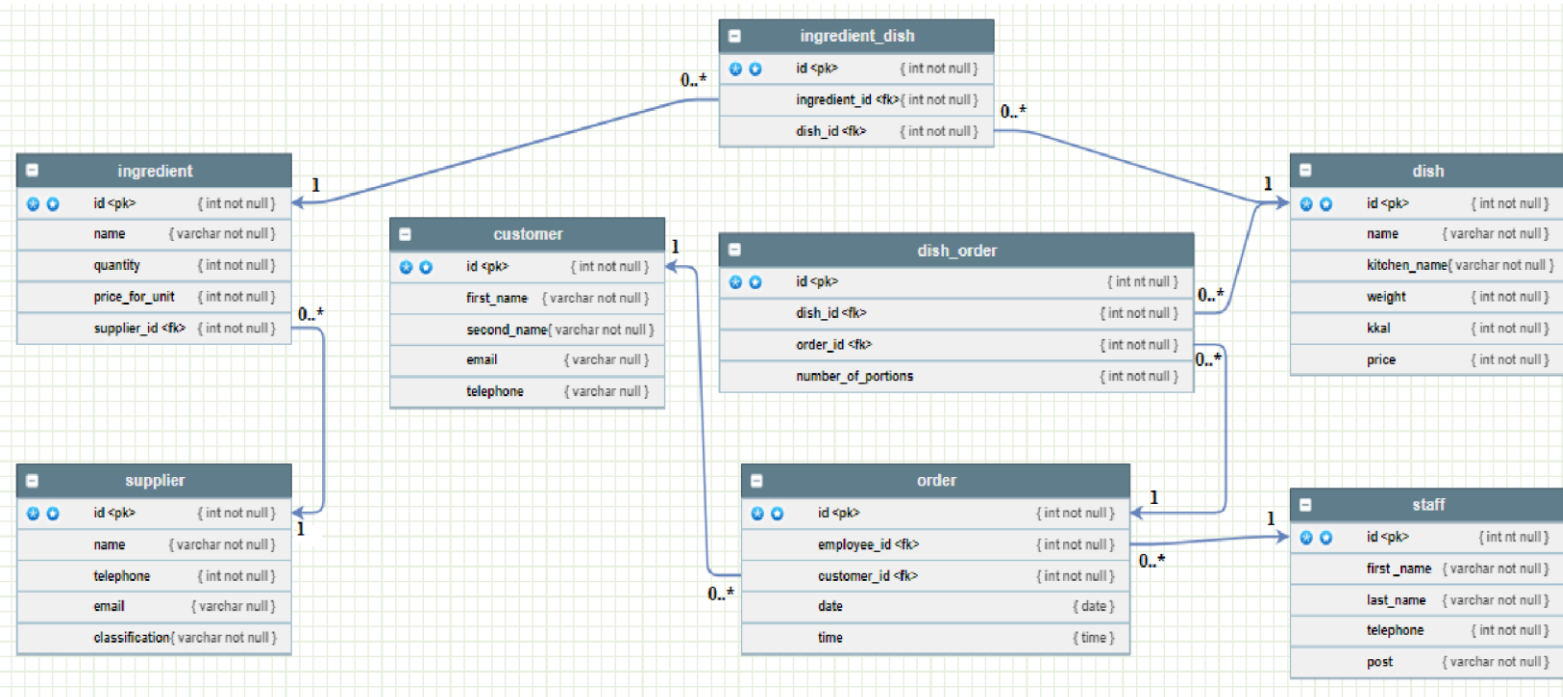 ingredient_dish
id <pk> { int not null }
0..*
ingredient_id <fk>{ int not null }
0..*
dish_id <fk> { int not null }
ingredient
1
id <pk> { int not null }
name { varchar not null }
quantity { int not null }
price_for_unit { int not null }
supplier_id <fk> { int not null }
0..*
customer
1
id <pk> { int not null }
first_name { varchar not null }
second_name{ varchar not null }
email { varchar null }
telephone { varchar null }
dish_order
id <pk> { int nt null }
0..*
dish_id <fk> { int not null }
order_id <fk> { int not null }
0..*
number_of_portions { int not null }
dish
1
id <pk> { int not null }
name { varchar not null }
kitchen_name{ varchar not null }
weight { int not null }
kkal { int not null }
price { int not null }
supplier
id <pk> { int not null }
1
name { varchar not null }
telephone { int not null }
email { varchar null }
classification{ varchar not null }
order
1
id <pk> { int not null }
employee_id <fk> { int not null }
0..*
customer_id <fk> { int not null }
0..*
date { date }
time { time }
staff
1
id <pk> { int nt null }
first _name { varchar not null }
last_name { varchar not null }
telephone { int not null }
post { varchar not null }